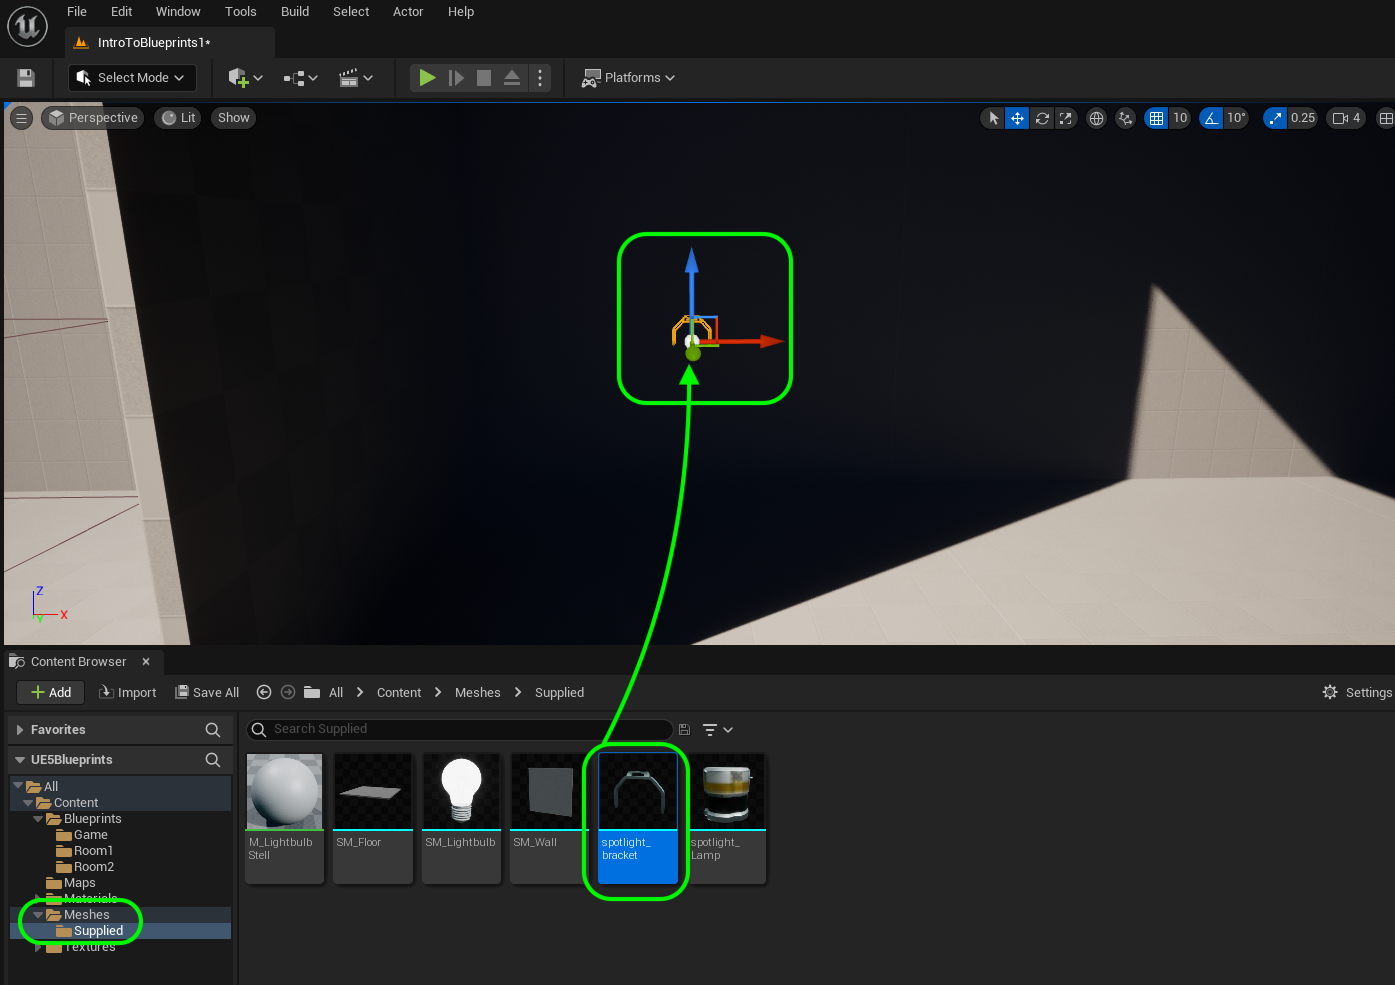 File Edit Window Tools Build Select Actor Help
IntroToBlueprints1*
Select Mode Platforms
Perspective Lit Show 10 10° 0.25 4
Z
X
Y
Content Browser
Add Import Save All All Content Meshes Supplied Settings
Favorites
Search Supplied
UE5Blueprints
All
Content
Blueprints
Game
Room1
Room2
Maps
Materials
Meshes
Supplied
Textures
M_Lightbulb
Stell
SM_Floor
SM_Lightbulb
SM_Wall
spotlight_
bracket
spotlight_
Lamp